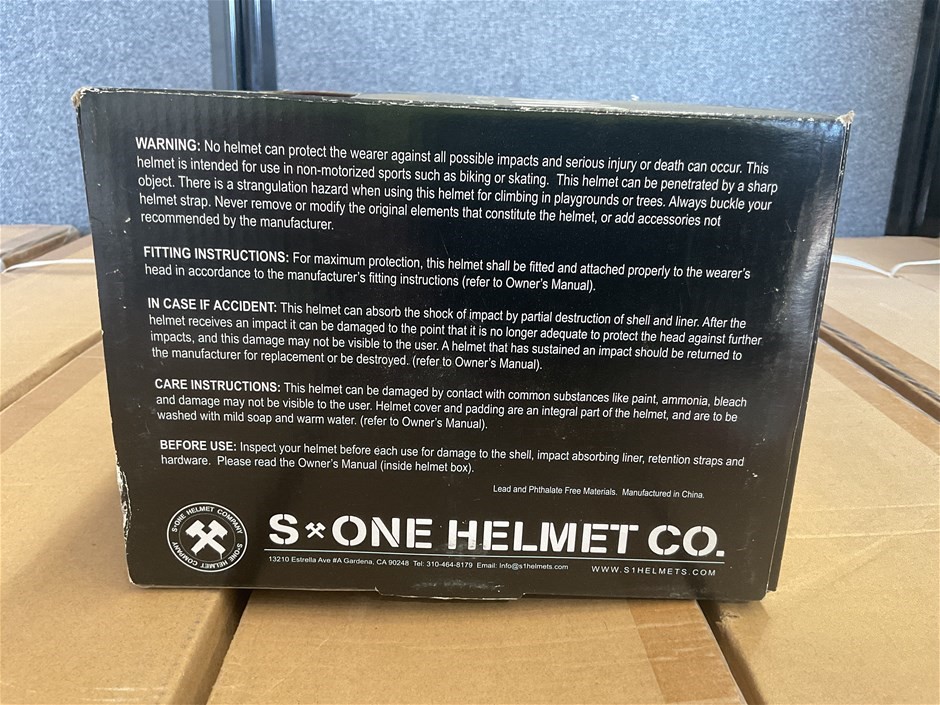 WARNING: No helmet can protect the wearer against all possible impacts and serious injury or death can occur. This
helmet is intended for use in non-motorized sports such as biking or skating. This helmet can be penetrated by a sharp
object. There is a strangulation hazard when using this helmet for climbing in playgrounds or trees. Always buckle your
helmet strap. Never remove or modify the original elements that constitute the helmet, or add accessories not
recommended by the manufacturer.
FITTING INSTRUCTIONS: For maximum protection, this helmet shall be fitted and attached properly to the wearer's
head in accordance to the manufacturer's fitting instructions (refer to Owner's Manual).
IN CASE IF ACCIDENT: This helmet can absorb the shock of impact by partial destruction of shell and liner. After the
helmet receives an impact it can be damaged to the point that it is no longer adequate to protect the head against further
impacts, and this damage may not be visible to the user. A helmet that has sustained an impact should be returned to
the manufacturer for replacement or be destroyed. (refer to Owner's Manual).
CARE INSTRUCTIONS: This helmet can be damaged by contact with common substances like paint, ammonia, bleach
and damage may not be visible to the user. Helmet cover and padding are an integral part of the helmet, and are to be
washed with mild soap and warm water. (refer to Owner's Manual).
BEFORE USE: Inspect your helmet before each use for damage to the shell, impact absorbing liner, retention straps and
hardware. Please read the Owner's Manual (inside helmet box).
Lead and Phthalate Free Materials. Manufactured in China.
S-ONE HELMET COMPANY S-ONE HELMET COMPANY
S ONE HELMET CO.
13210 Estrella Ave #A Gardena, CA 90248 Tel: 310-464-8179 Email: Info@s1helmets.com WWW.S1HELMETS.COM